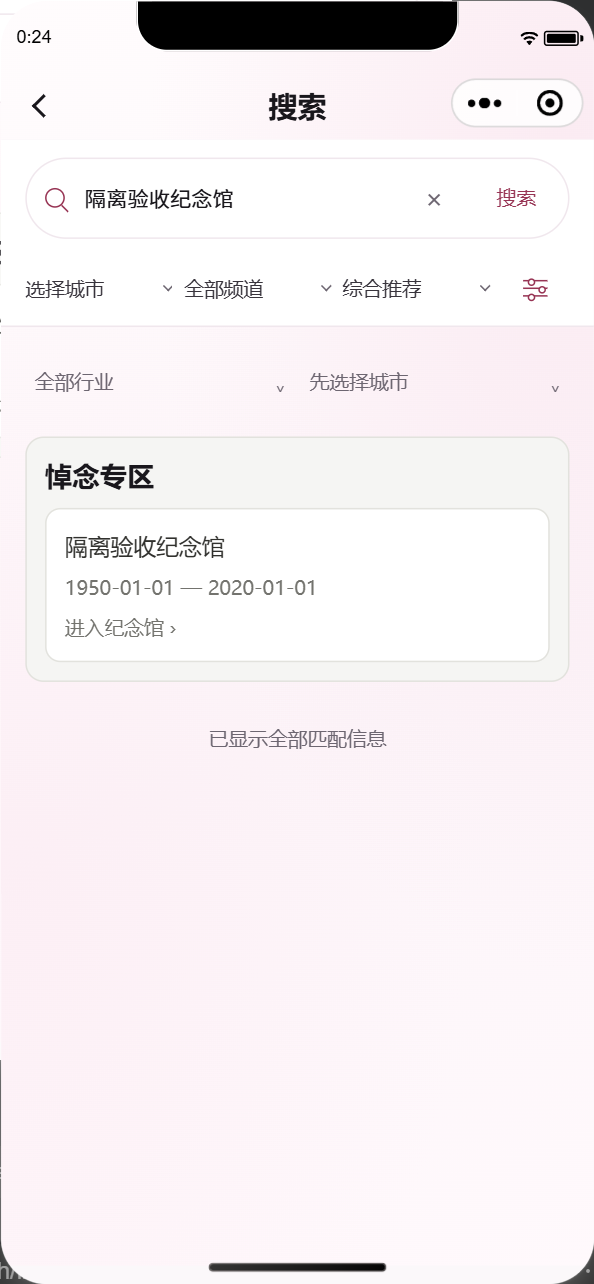 0:24
搜索
隔离验收纪念馆 × 搜索
选择城市 全部频道 综合推荐
全部行业 先选择城市
悼念专区
隔离验收纪念馆
1950-01-01 — 2020-01-01
进入纪念馆 ›
已显示全部匹配信息